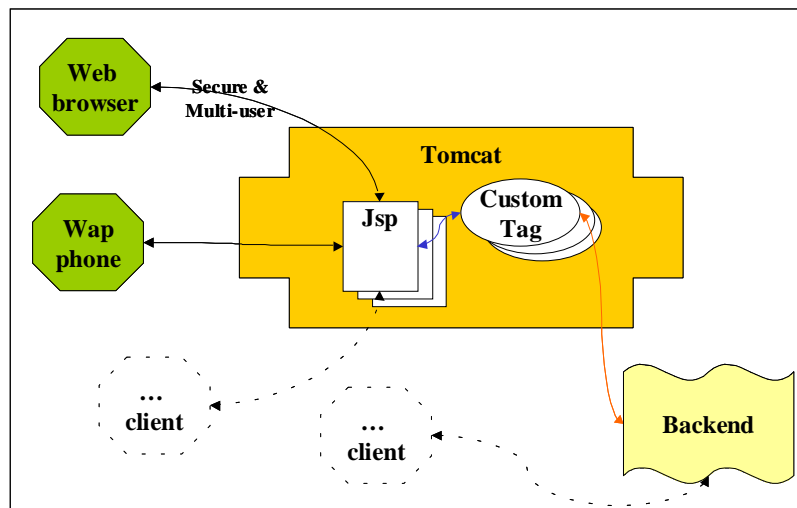 Web
browser
Secure &
Multi-user
Tomcat
Jsp
Custom
Tag
Wap
phone
...
client
...
client
Backend